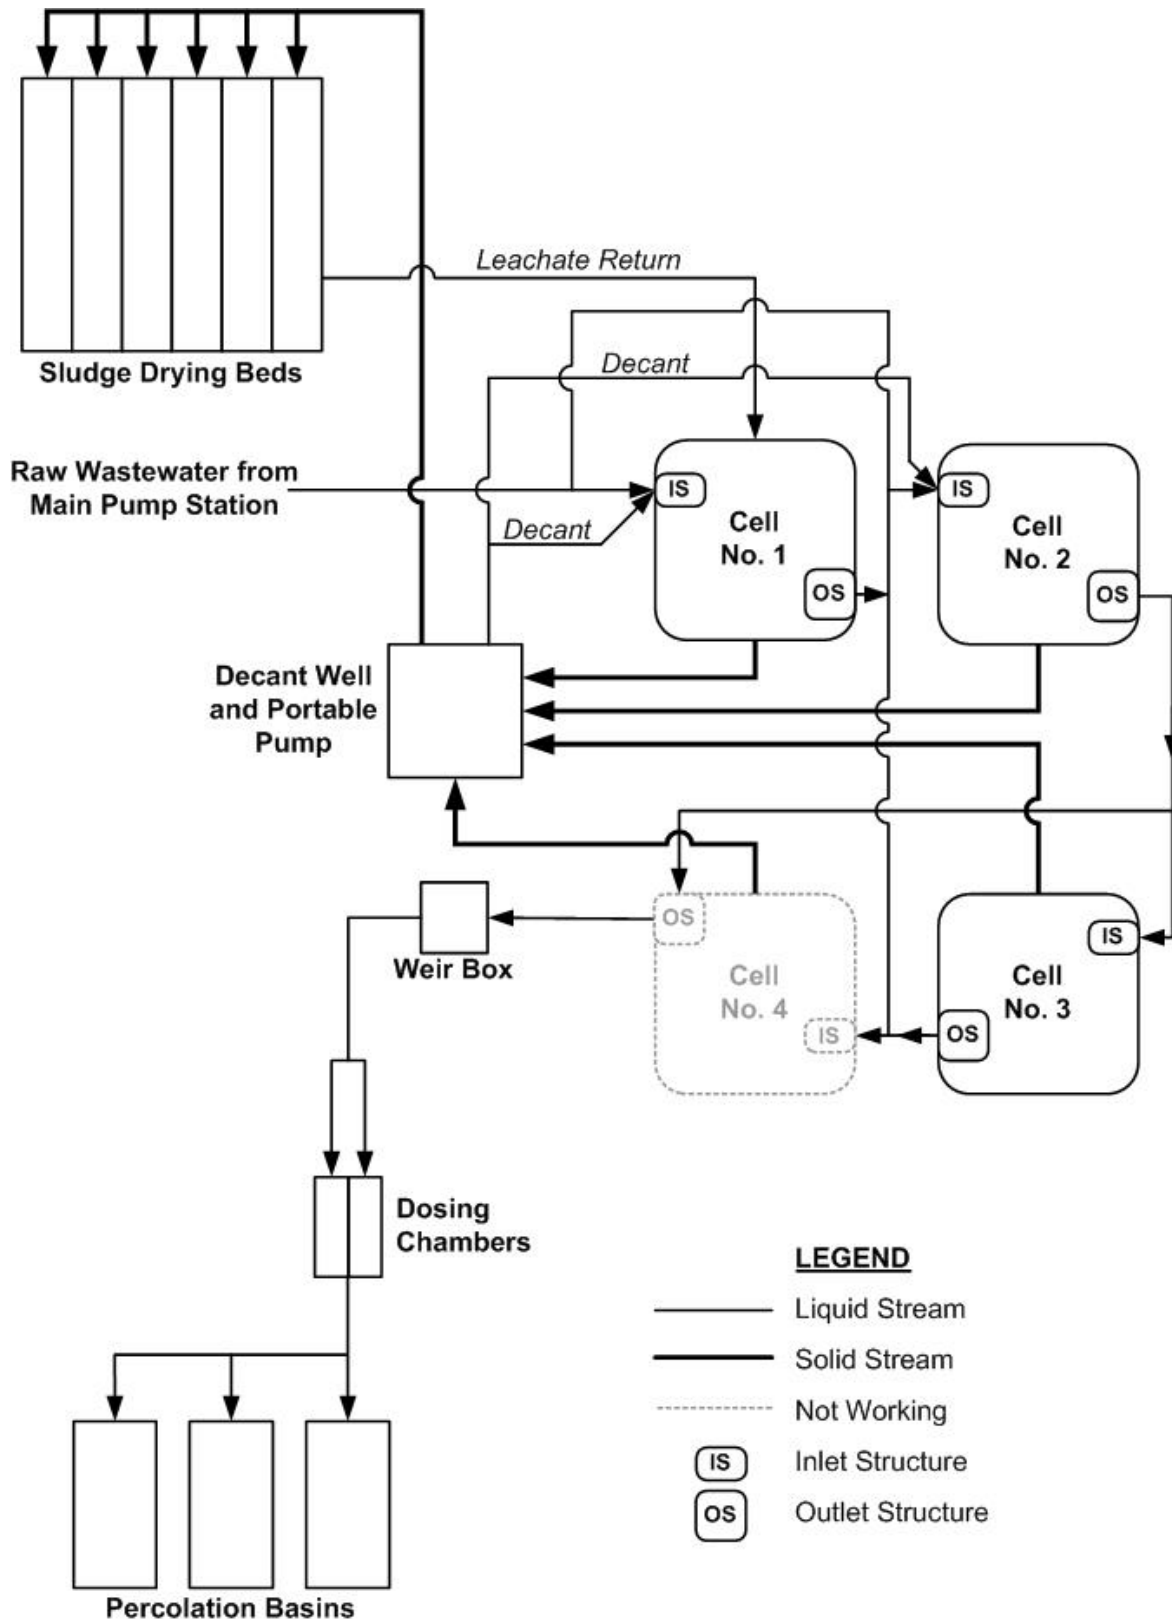 Leachate Return
Sludge Drying Beds
Decant
Raw Wastewater from
Main Pump Station
IS
Cell
No. 1
OS
IS
Cell
No. 2
OS
Decant
Decant Well
and Portable
Pump
Weir Box
OS
Cell
No. 4
IS
IS
Cell
No. 3
OS
Dosing
Chambers
LEGEND
Liquid Stream
Solid Stream
Not Working
IS Inlet Structure
OS Outlet Structure
Percolation Basins